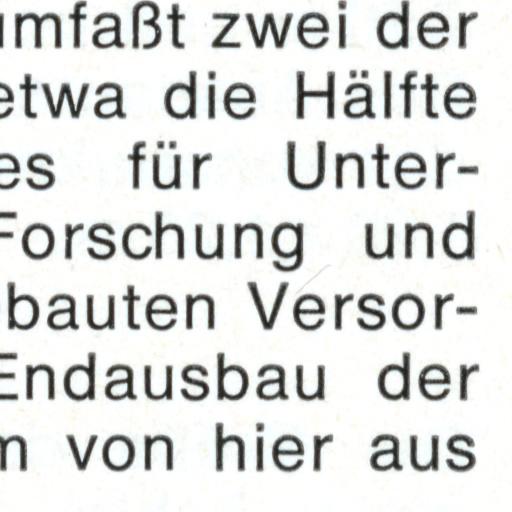 umfaßt zwei der
etwa die Hälfte
es für Unter-
Forschung und
bauten Versor-
Endausbau der
m von hier aus